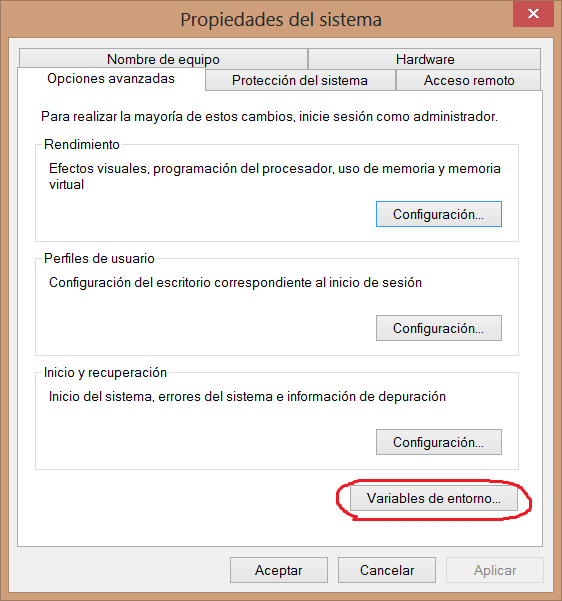 Propiedades del sistema
Nombre de equipo
Hardware
Opciones avanzadas
Protección del sistema
Acceso remoto
Para realizar la mayoría de estos cambios, inicie sesión como administrador.
Rendimiento
Efectos visuales, programación del procesador, uso de memoria y memoria
virtual
Configuración...
Perfiles de usuario
Configuración del escritorio correspondiente al inicio de sesión
Configuración...
Inicio y recuperación
Inicio del sistema, errores del sistema e información de depuración
Configuración...
Variables de entorno...
Aceptar
Cancelar
Aplicar